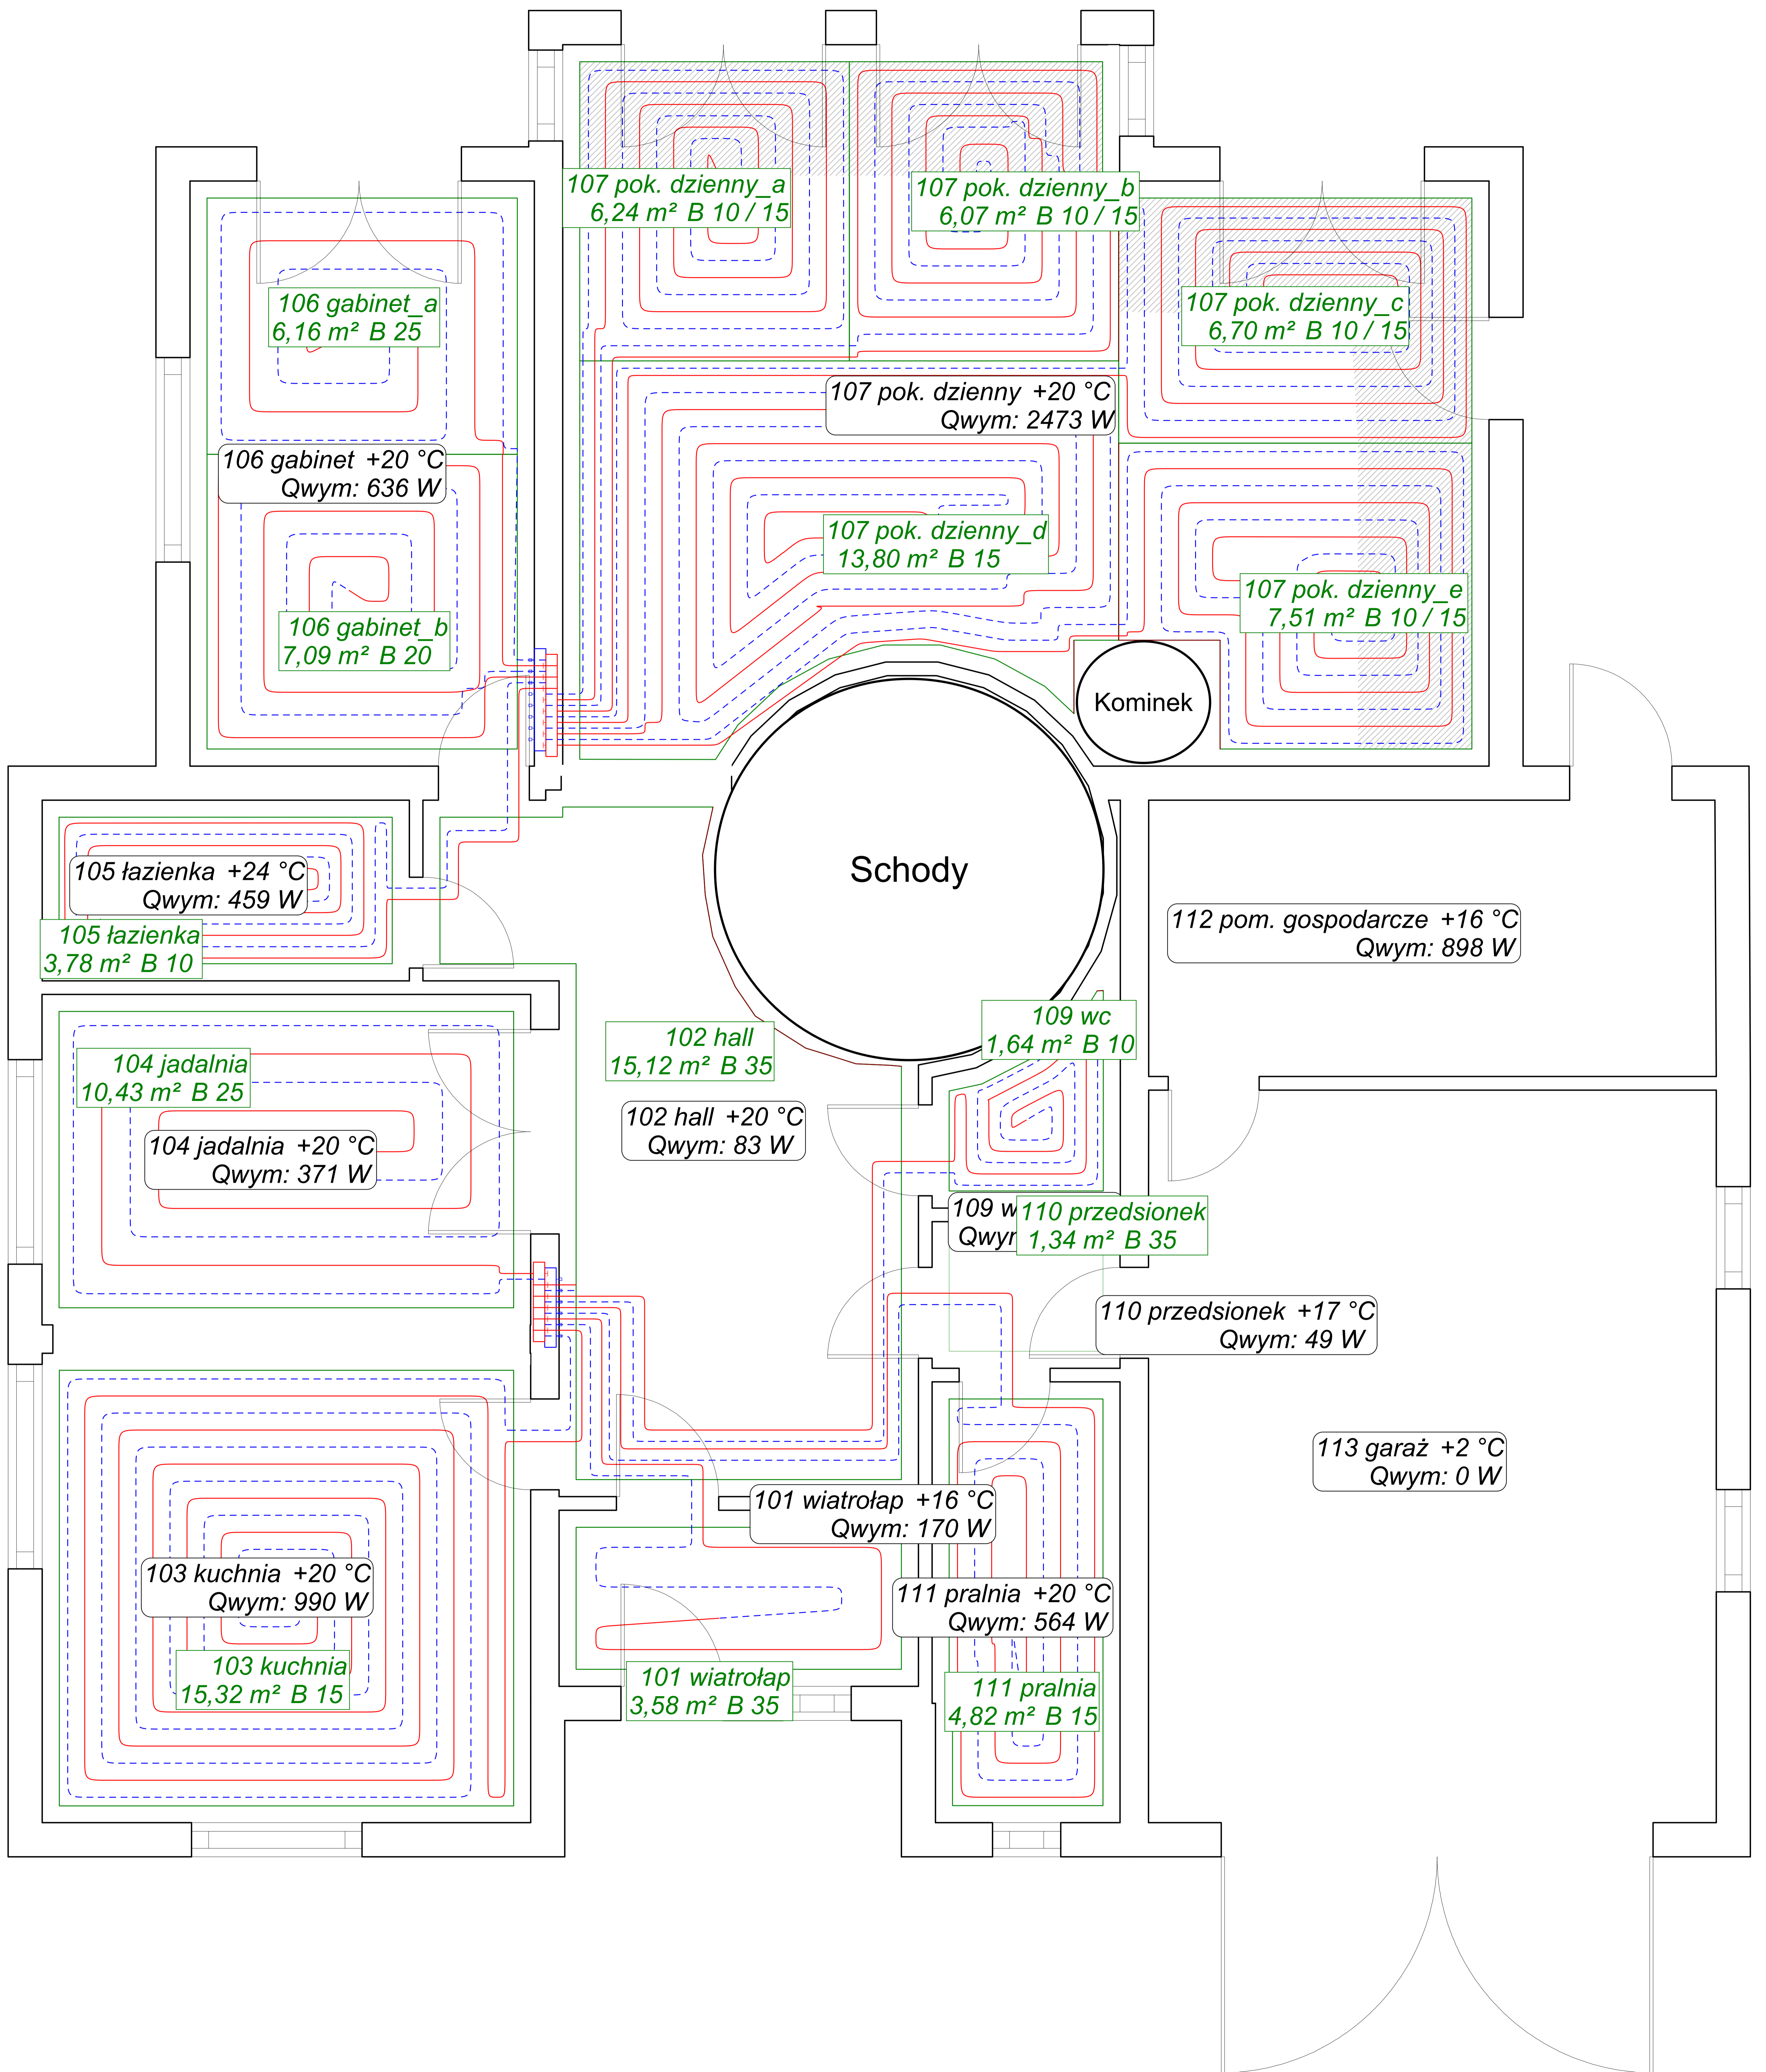 107 pok. dzienny_a
6,24 m² B 10 / 15
107 pok. dzienny_b
6,07 m² B 10 / 15
106 gabinet_a
6,16 m² B 25
107 pok. dzienny_c
6,70 m² B 10 / 15
107 pok. dzienny +20 °C
Qwym: 2473 W
106 gabinet +20 °C
Qwym: 636 W
107 pok. dzienny_d
13,80 m² B 15
107 pok. dzienny_e
7,51 m² B 10 / 15
106 gabinet_b
7,09 m² B 20
Kominek
105 łazienka +24 °C
Qwym: 459 W
Schody
105 łazienka
3,78 m² B 10
112 pom. gospodarcze +16 °C
Qwym: 898 W
102 hall
15,12 m² B 35
109 wc
1,64 m² B 10
104 jadalnia
10,43 m² B 25
102 hall +20 °C
Qwym: 83 W
104 jadalnia +20 °C
Qwym: 371 W
109
110 przedsionek
1,34 m² B 35
110 przedsionek +17 °C
Qwym: 49 W
113 garaż +2 °C
Qwym: 0 W
101 wiatrołap +16 °C
Qwym: 170 W
103 kuchnia +20 °C
Qwym: 990 W
111 pralnia +20 °C
Qwym: 564 W
103 kuchnia
15,32 m² B 15
101 wiatrołap
3,58 m² B 35
111 pralnia
4,82 m² B 15